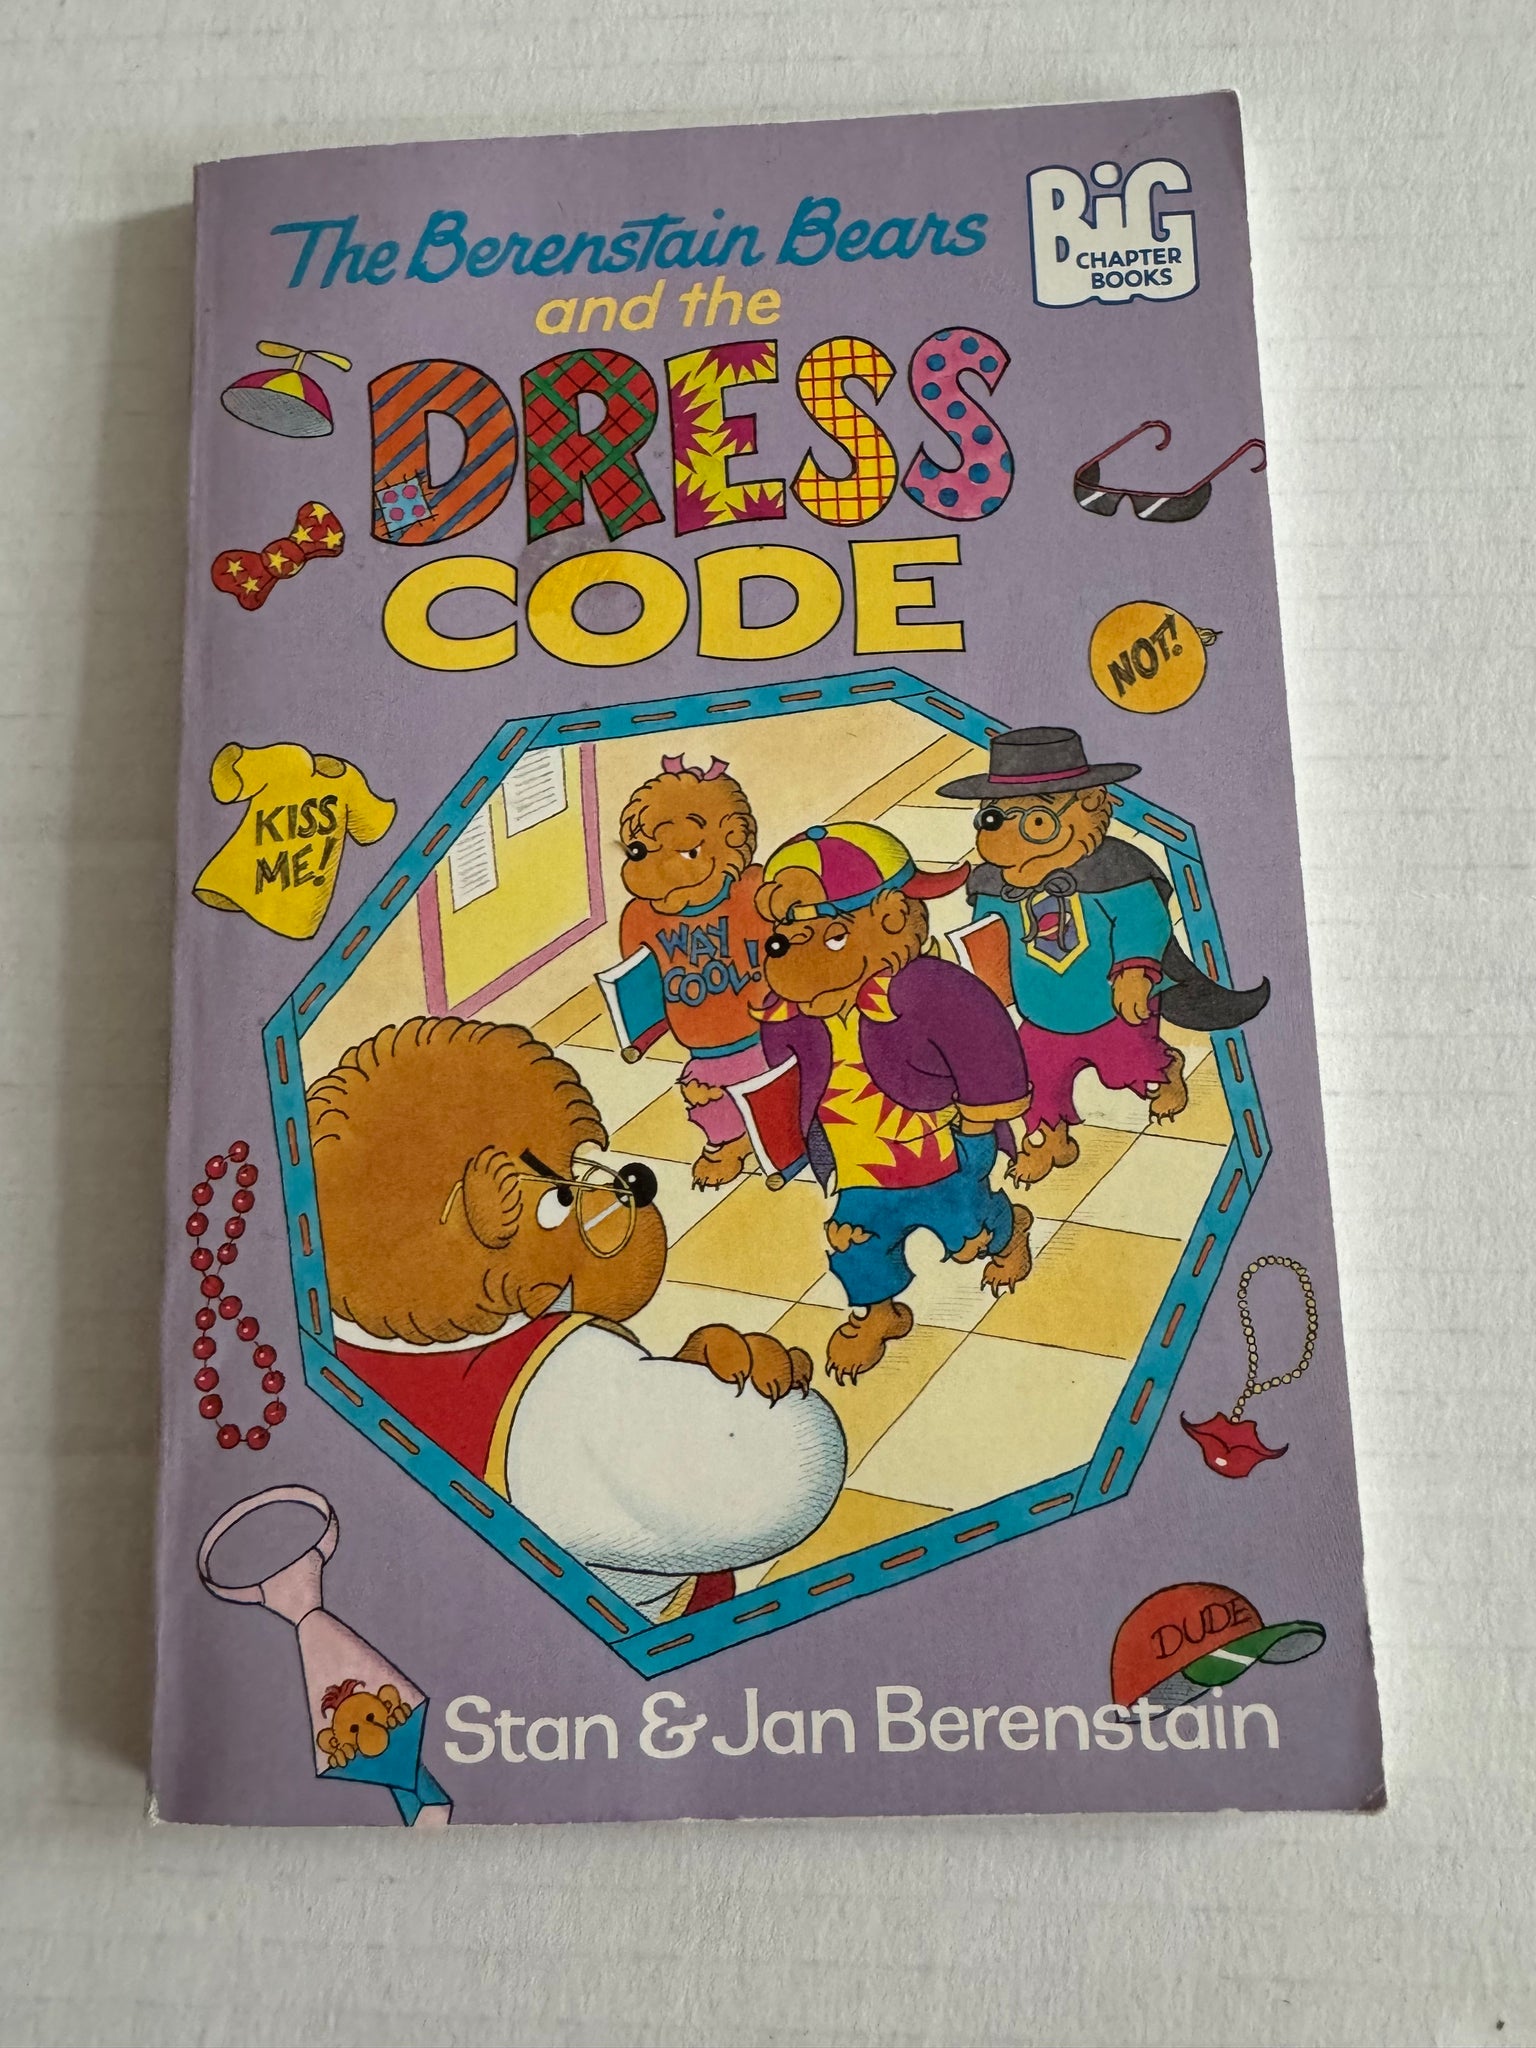 The Berenstain Bears
and the
DRESS
CODE
BiG
CHAPTER
BOOKS
NOT!
KISS
ME!
WAY
COOL!
DUDE
Stan & Jan Berenstain